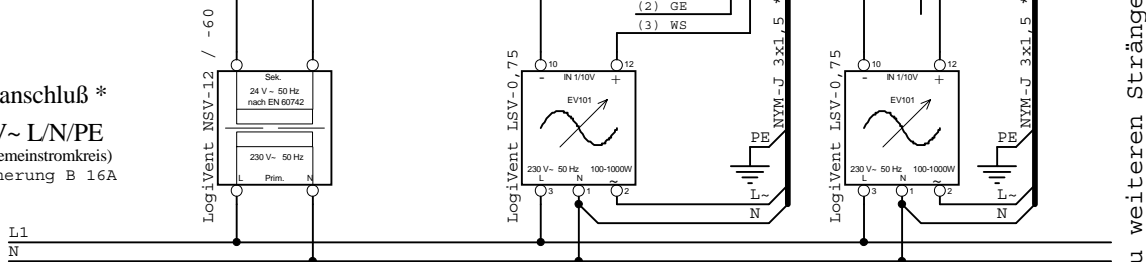 anschluß *
V~ L/N/PE
emeinstromkreis)
herung B 16A
L1
N
LogiVent NSV-12 / -60
Sek.
24 V ~ 50 Hz
nach EN 60742
230 V~ 50 Hz
L Prim. N
(2) GE
(3) WS
LogiVent LSV-0,75
10 12
- IN 1/10V +
EV101
230 V~ 50 Hz 100-1000W
L N ~
3 1 2
PE
L~
N
NYM-J 3x1,5 *
LogiVent LSV-0,75
10 12
- IN 1/10V +
EV101
230 V~ 50 Hz 100-1000W
L N ~
3 1 2
PE
L~
N
NYM-J 3x1,5 *
u weiteren Stränge